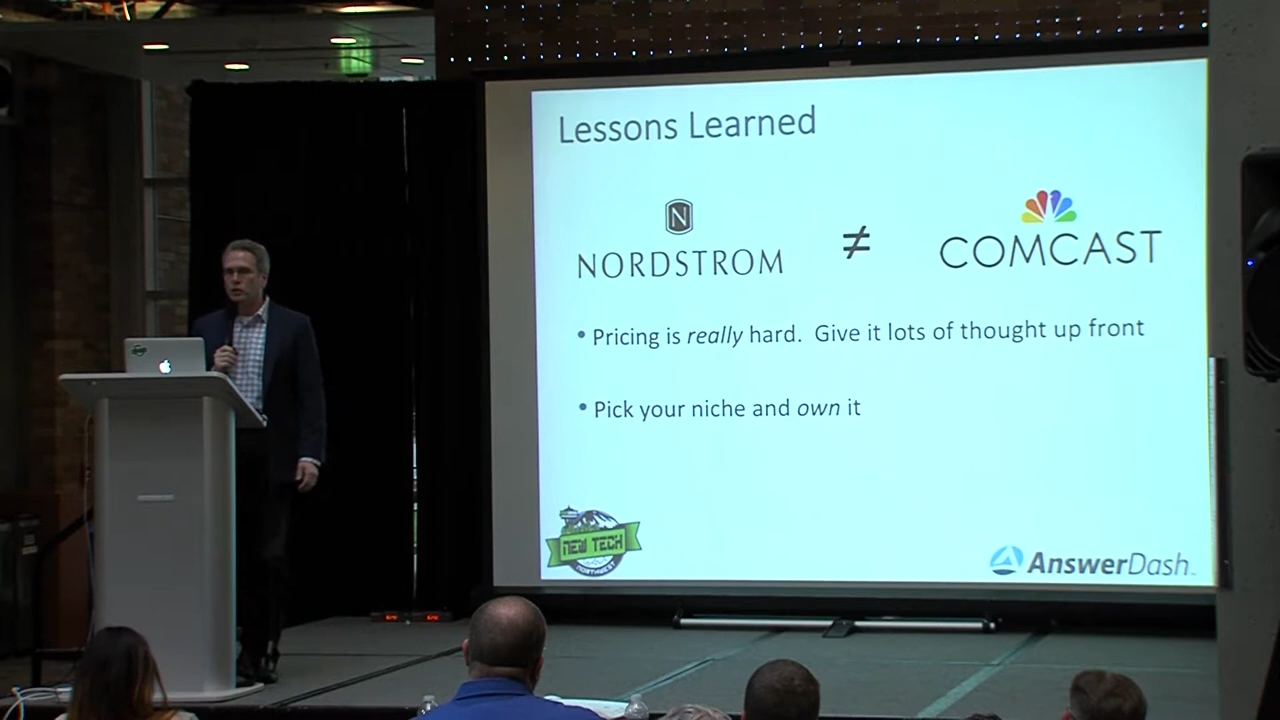 Lessons Learned
N
NORDSTROM
≠
COMCAST
• Pricing is really hard. Give it lots of thought up front
• Pick your niche and own it
NEW TECH
NORTHWEST
AnswerDash